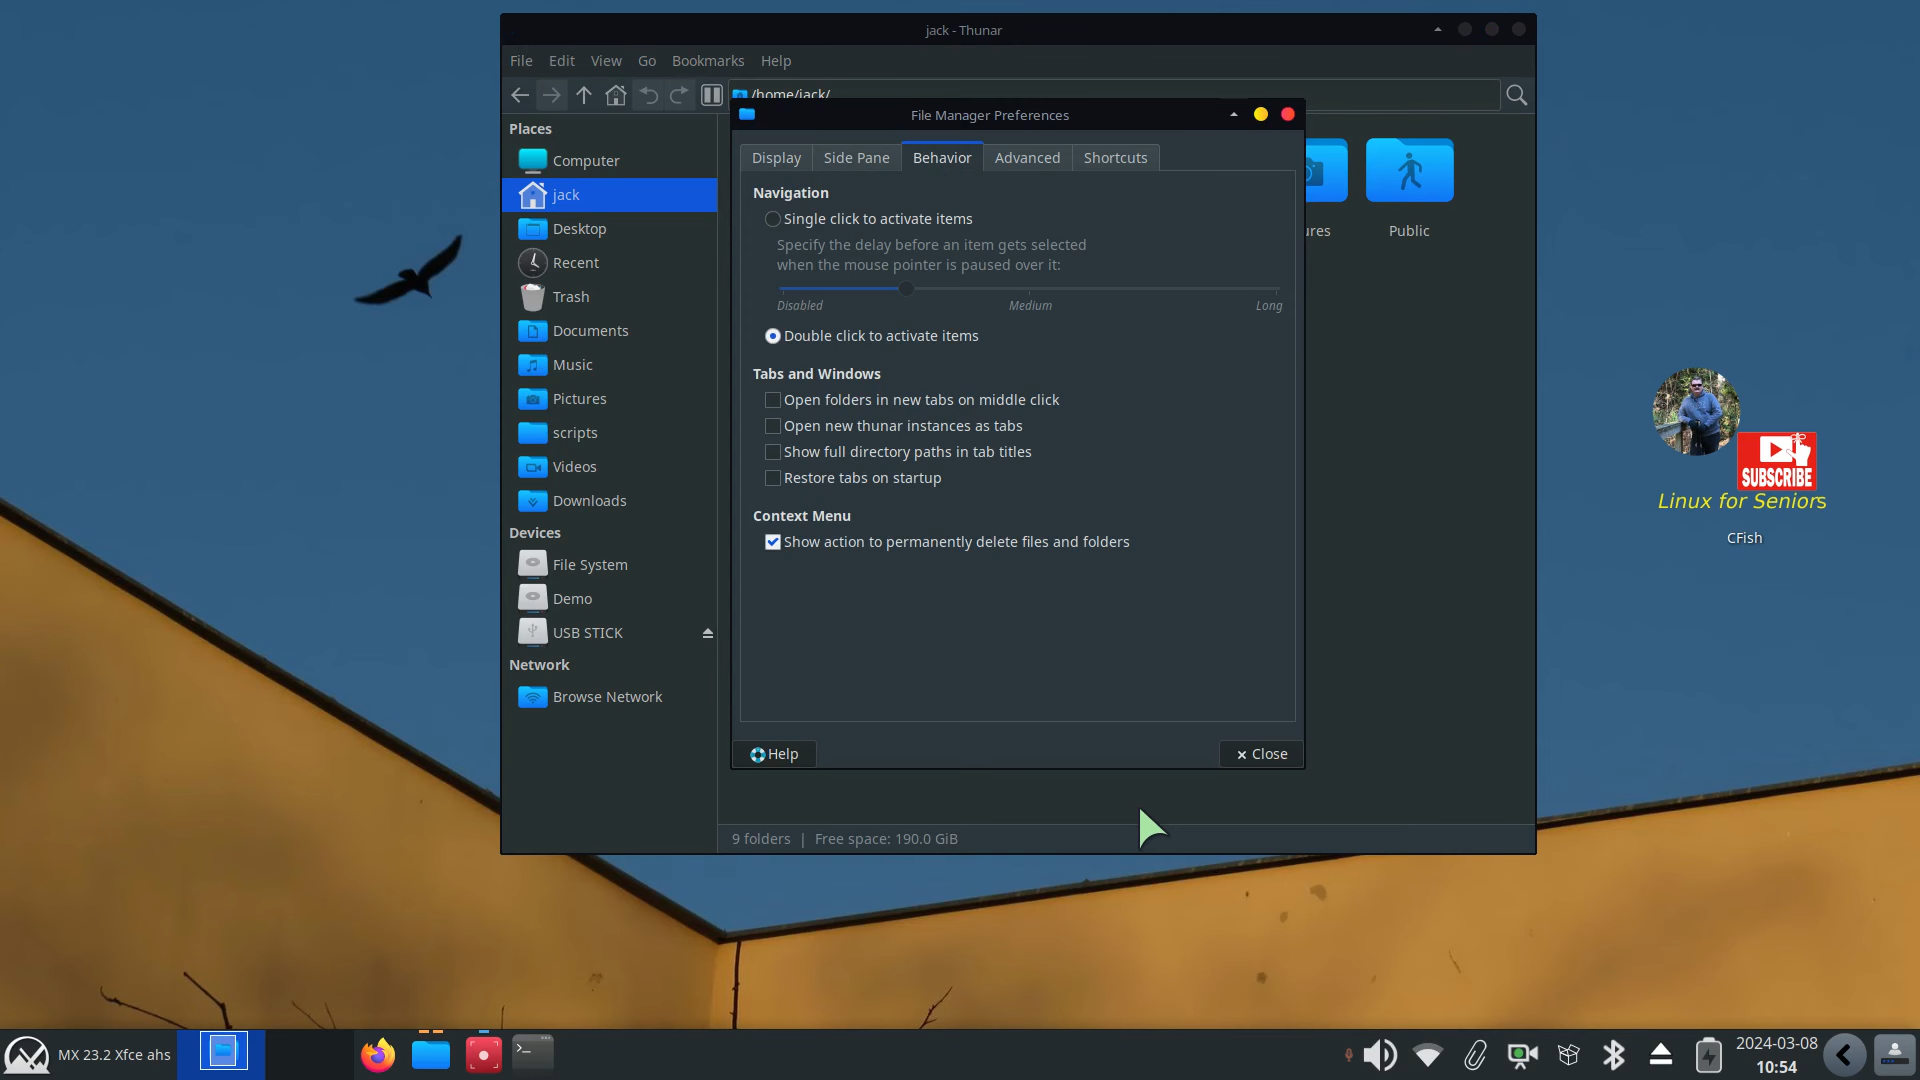 jack - Thunar
File Edit View Go Bookmarks Help
/home/jack/
File Manager Preferences
Places
Computer
jack
Desktop
Recent
Trash
Documents
Music
Pictures
scripts
Videos
Downloads
Devices
File System
Demo
USB STICK
Network
Browse Network
Display Side Pane Behavior Advanced Shortcuts
Navigation
Single click to activate items
Specify the delay before an item gets selected
when the mouse pointer is paused over it:
Disabled Medium Long
Double click to activate items
Tabs and Windows
Open folders in new tabs on middle click
Open new thunar instances as tabs
Show full directory paths in tab titles
Restore tabs on startup
Context Menu
Show action to permanently delete files and folders
Help Close
ures
Public
9 folders | Free space: 190.0 GiB
SUBSCRIBE
Linux for Seniors
CFish
MX 23.2 Xfce ahs
2024-03-08
10:54